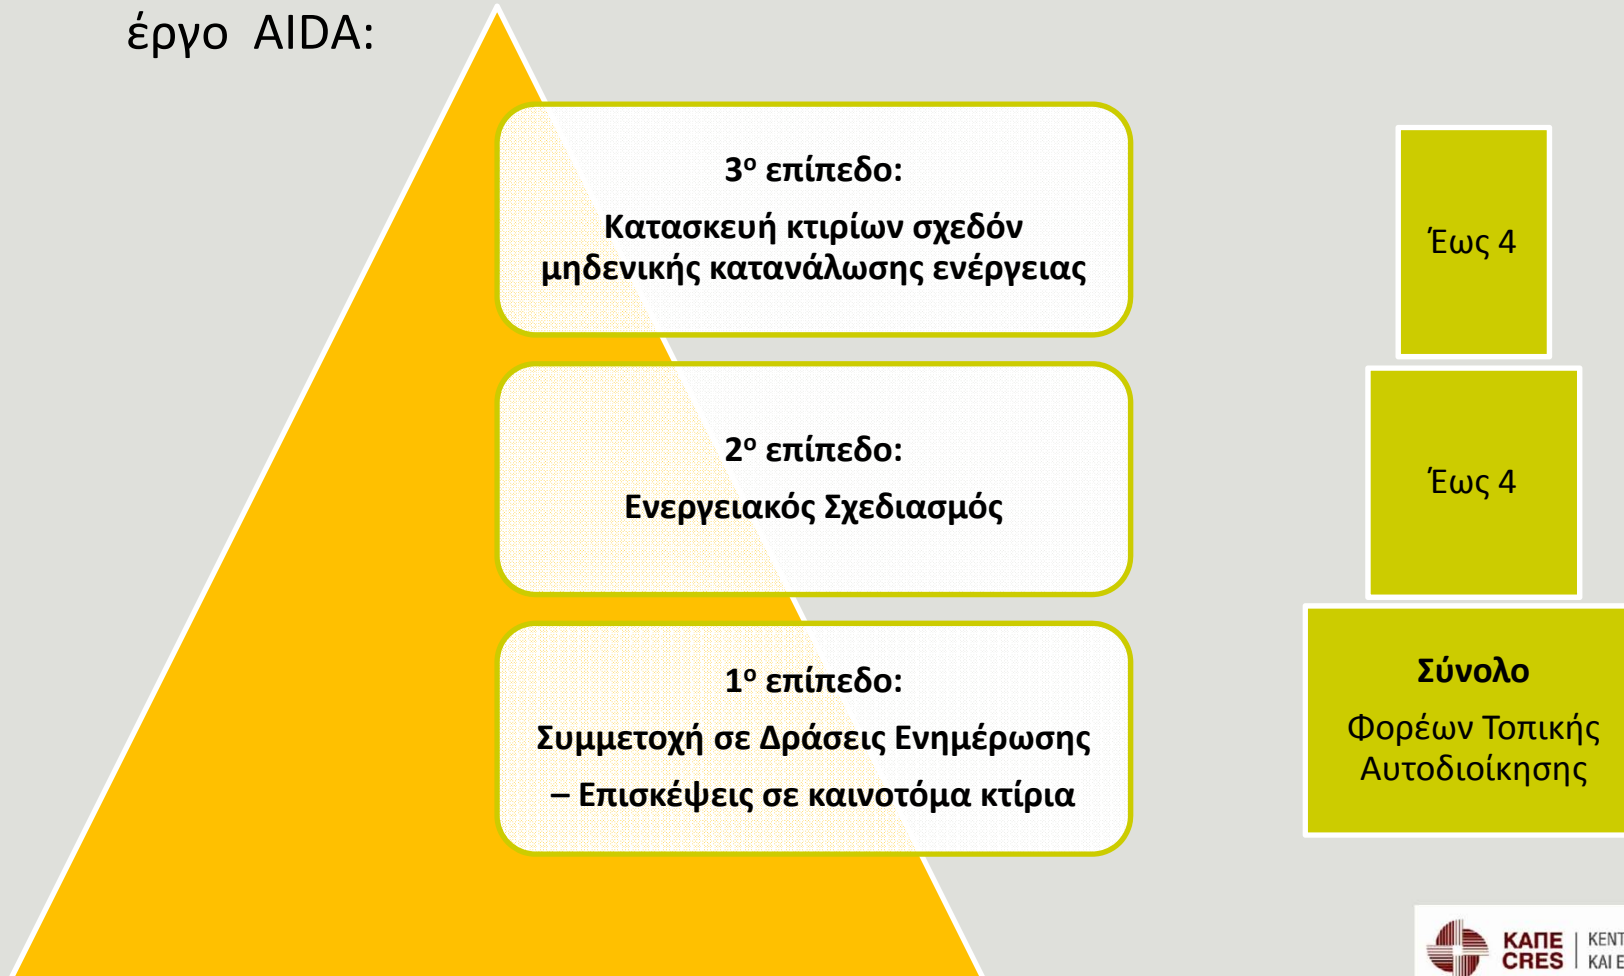 έργο AIDA:
3ο επίπεδο:
Κατασκευή κτιρίων σχεδόν
μηδενικής κατανάλωσης ενέργειας
Έως 4
2ο επίπεδο:
Ενεργειακός Σχεδιασμός
Έως 4
1ο επίπεδο:
Συμμετοχή σε Δράσεις Ενημέρωσης
– Επισκέψεις σε καινοτόμα κτίρια
Σύνολο
Φορέων Τοπικής
Αυτοδιοίκησης
ΚΑΠΕ
CRES
ΚΑΙ